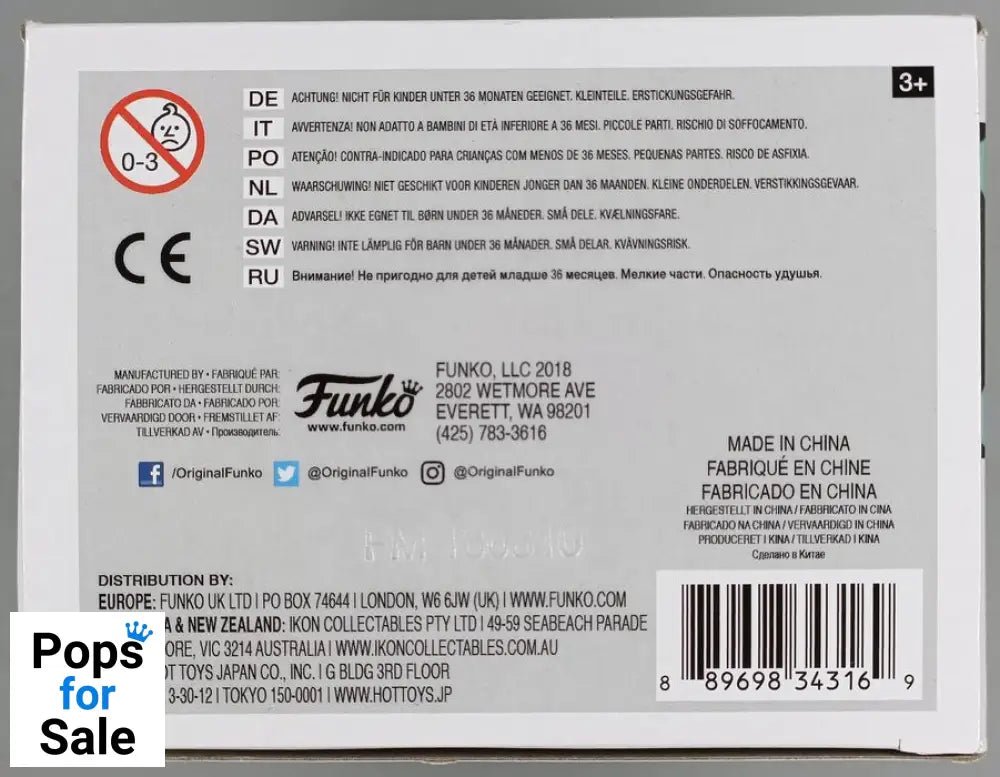 3+
0-3
DE ACHTUNG! NICHT FÜR KINDER UNTER 36 MONATEN GEEIGNET. KLEINTEILE. ERSTICKUNGSGEFAHR.
IT AVVERTENZA! NON ADATTO A BAMBINI DI ETÀ INFERIORE A 36 MESI. PICCOLE PARTI. RISCHIO DI SOFFOCAMENTO.
PO ATENÇÃO! CONTRA-INDICADO PARA CRIANÇAS COM MENOS DE 36 MESES. PEQUENAS PARTES. RISCO DE ASFIXIA.
NL WAARSCHUWING! NIET GESCHIKT VOOR KINDEREN JONGER DAN 36 MAANDEN. KLEINE ONDERDELEN. VERSTIKKINGSGEVAAR.
DA ADVARSEL! IKKE EGNET TIL BØRN UNDER 36 MÅNEDER. SMÅ DELE. KVÆLNINGSFARE.
SW VARNING! INTE LÄMPLIG FÖR BARN UNDER 36 MÅNADER. SMÅ DELAR. KVÄVNINGSRISK.
RU Внимание! Не пригодно для детей младше 36 месяцев. Мелкие части. Опасность удушья.
CE
MANUFACTURED BY • FABRIQUÉ PAR:
FABRICADO POR • HERGESTELLT DURCH:
FABBRICATO DA • FABRICADO POR:
VERVAARDIGD DOOR • FREMSTILLET AF:
TILLVERKAD AV • Производитель:
Funko
www.funko.com
FUNKO, LLC 2018
2802 WETMORE AVE
EVERETT, WA 98201
(425) 783-3616
/OriginalFunko @OriginalFunko @OriginalFunko
MADE IN CHINA
FABRIQUÉ EN CHINE
FABRICADO EN CHINA
HERGESTELLT IN CHINA / FABBRICATO IN CINA
FABRICADO NA CHINA / VERVAARDIGD IN CHINA
PRODUCERET I KINA / TILLVERKAD I KINA
Сделано в Китае
DISTRIBUTION BY:
EUROPE: FUNKO UK LTD | PO BOX 74644 | LONDON, W6 6JW (UK) | WWW.FUNKO.COM
A & NEW ZEALAND: IKON COLLECTABLES PTY LTD | 49-59 SEABEACH PARADE
ORE, VIC 3214 AUSTRALIA | WWW.IKONCOLLECTABLES.COM.AU
OT TOYS JAPAN CO., INC. | G BLDG 3RD FLOOR
3-30-12 | TOKYO 150-0001 | WWW.HOTTOYS.JP
8 89698 34316 9
Pops
for
Sale